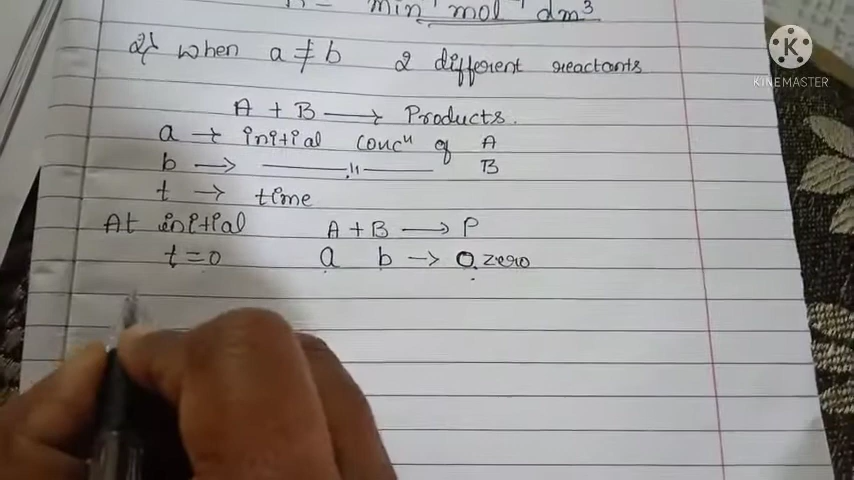 min⁻¹ mol⁻¹ dm³
2) when a ≠ b 2 different reactants
A + B ⟶ Products.
a → initial concⁿ of A
b → ——"—— B
t → time
At initial A + B ⟶ P
t = 0 a b → 0 zero
KINEMASTER